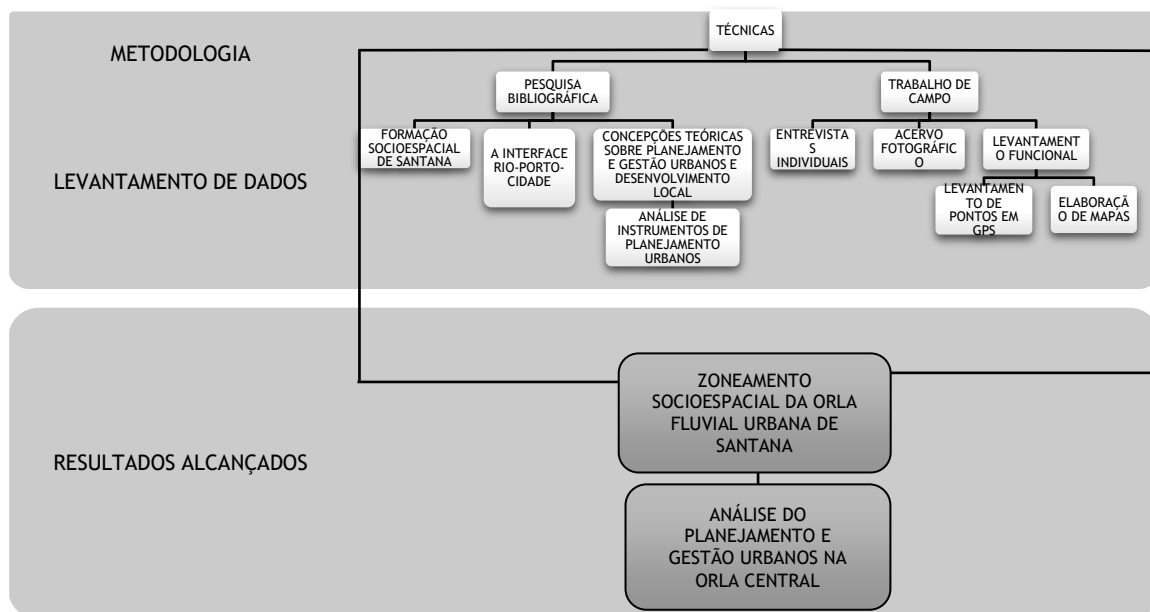 TÉCNICAS
METODOLOGIA
PESQUISA
BIBLIOGRÁFICA
TRABALHO DE
CAMPO
FORMAÇÃO
SOCIOESPACIAL
DE SANTANA
A INTERFACE
RIO-PORTO-
CIDADE
CONCEPÇÕES TEÓRICAS
SOBRE PLANEJAMENTO
E GESTÃO URBANOS E
DESENVOLVIMENTO
LOCAL
ENTREVISTA
S
INDIVIDUAIS
ACERVO
FOTOGRÁFIC
O
LEVANTAMENT
O FUNCIONAL
LEVANTAMENTO DE DADOS
ANÁLISE DE
INSTRUMENTOS DE
PLANEJAMENTO
URBANOS
LEVANTAMEN
TO DE
PONTOS EM
GPS
ELABORAÇÃ
O DE MAPAS
ZONEAMENTO
SOCIOESPACIAL DA ORLA
FLUVIAL URBANA DE
SANTANA
RESULTADOS ALCANÇADOS
ANÁLISE DO
PLANEJAMENTO E
GESTÃO URBANOS NA
ORLA CENTRAL